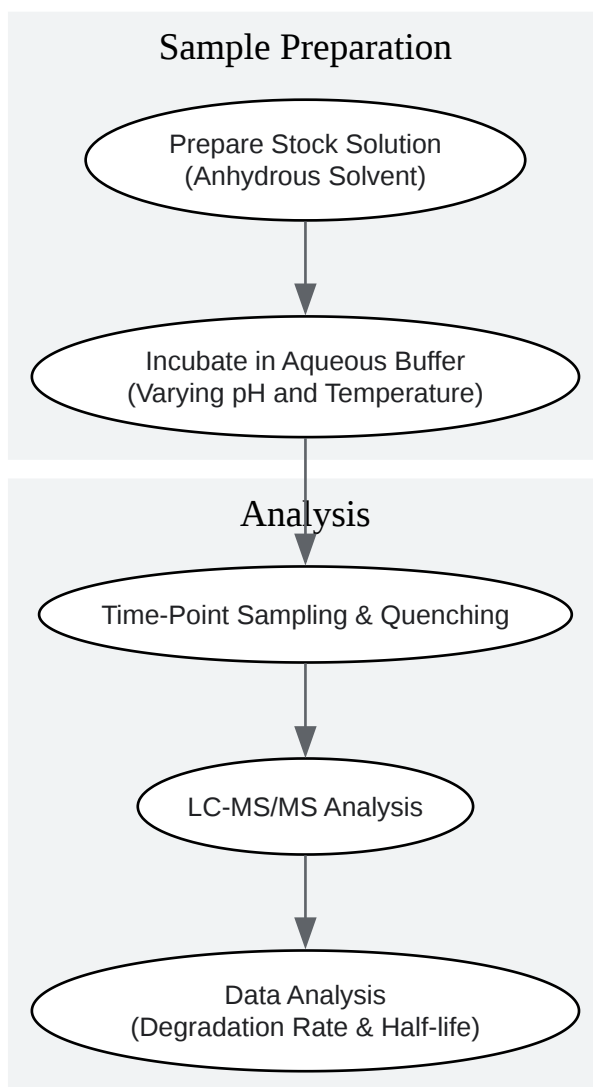 Sample Preparation
Prepare Stock Solution
(Anhydrous Solvent)
Incubate in Aqueous Buffer
(Varying pH and Temperature)
Analysis
Time-Point Sampling & Quenching
LC-MS/MS Analysis
Data Analysis
(Degradation Rate & Half-life)